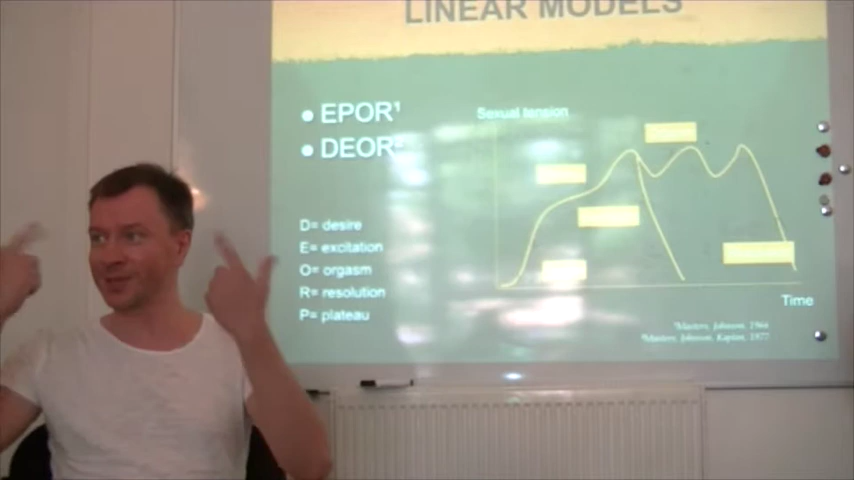 LINEAR MODELS
● EPOR¹
● DEOR²
Sexual tension
D= desire
E= excitation
O= orgasm
R= resolution
P= plateau
Time
¹Masters, Johnson, 1966
²Masters, Johnson, Kaplan, 1977